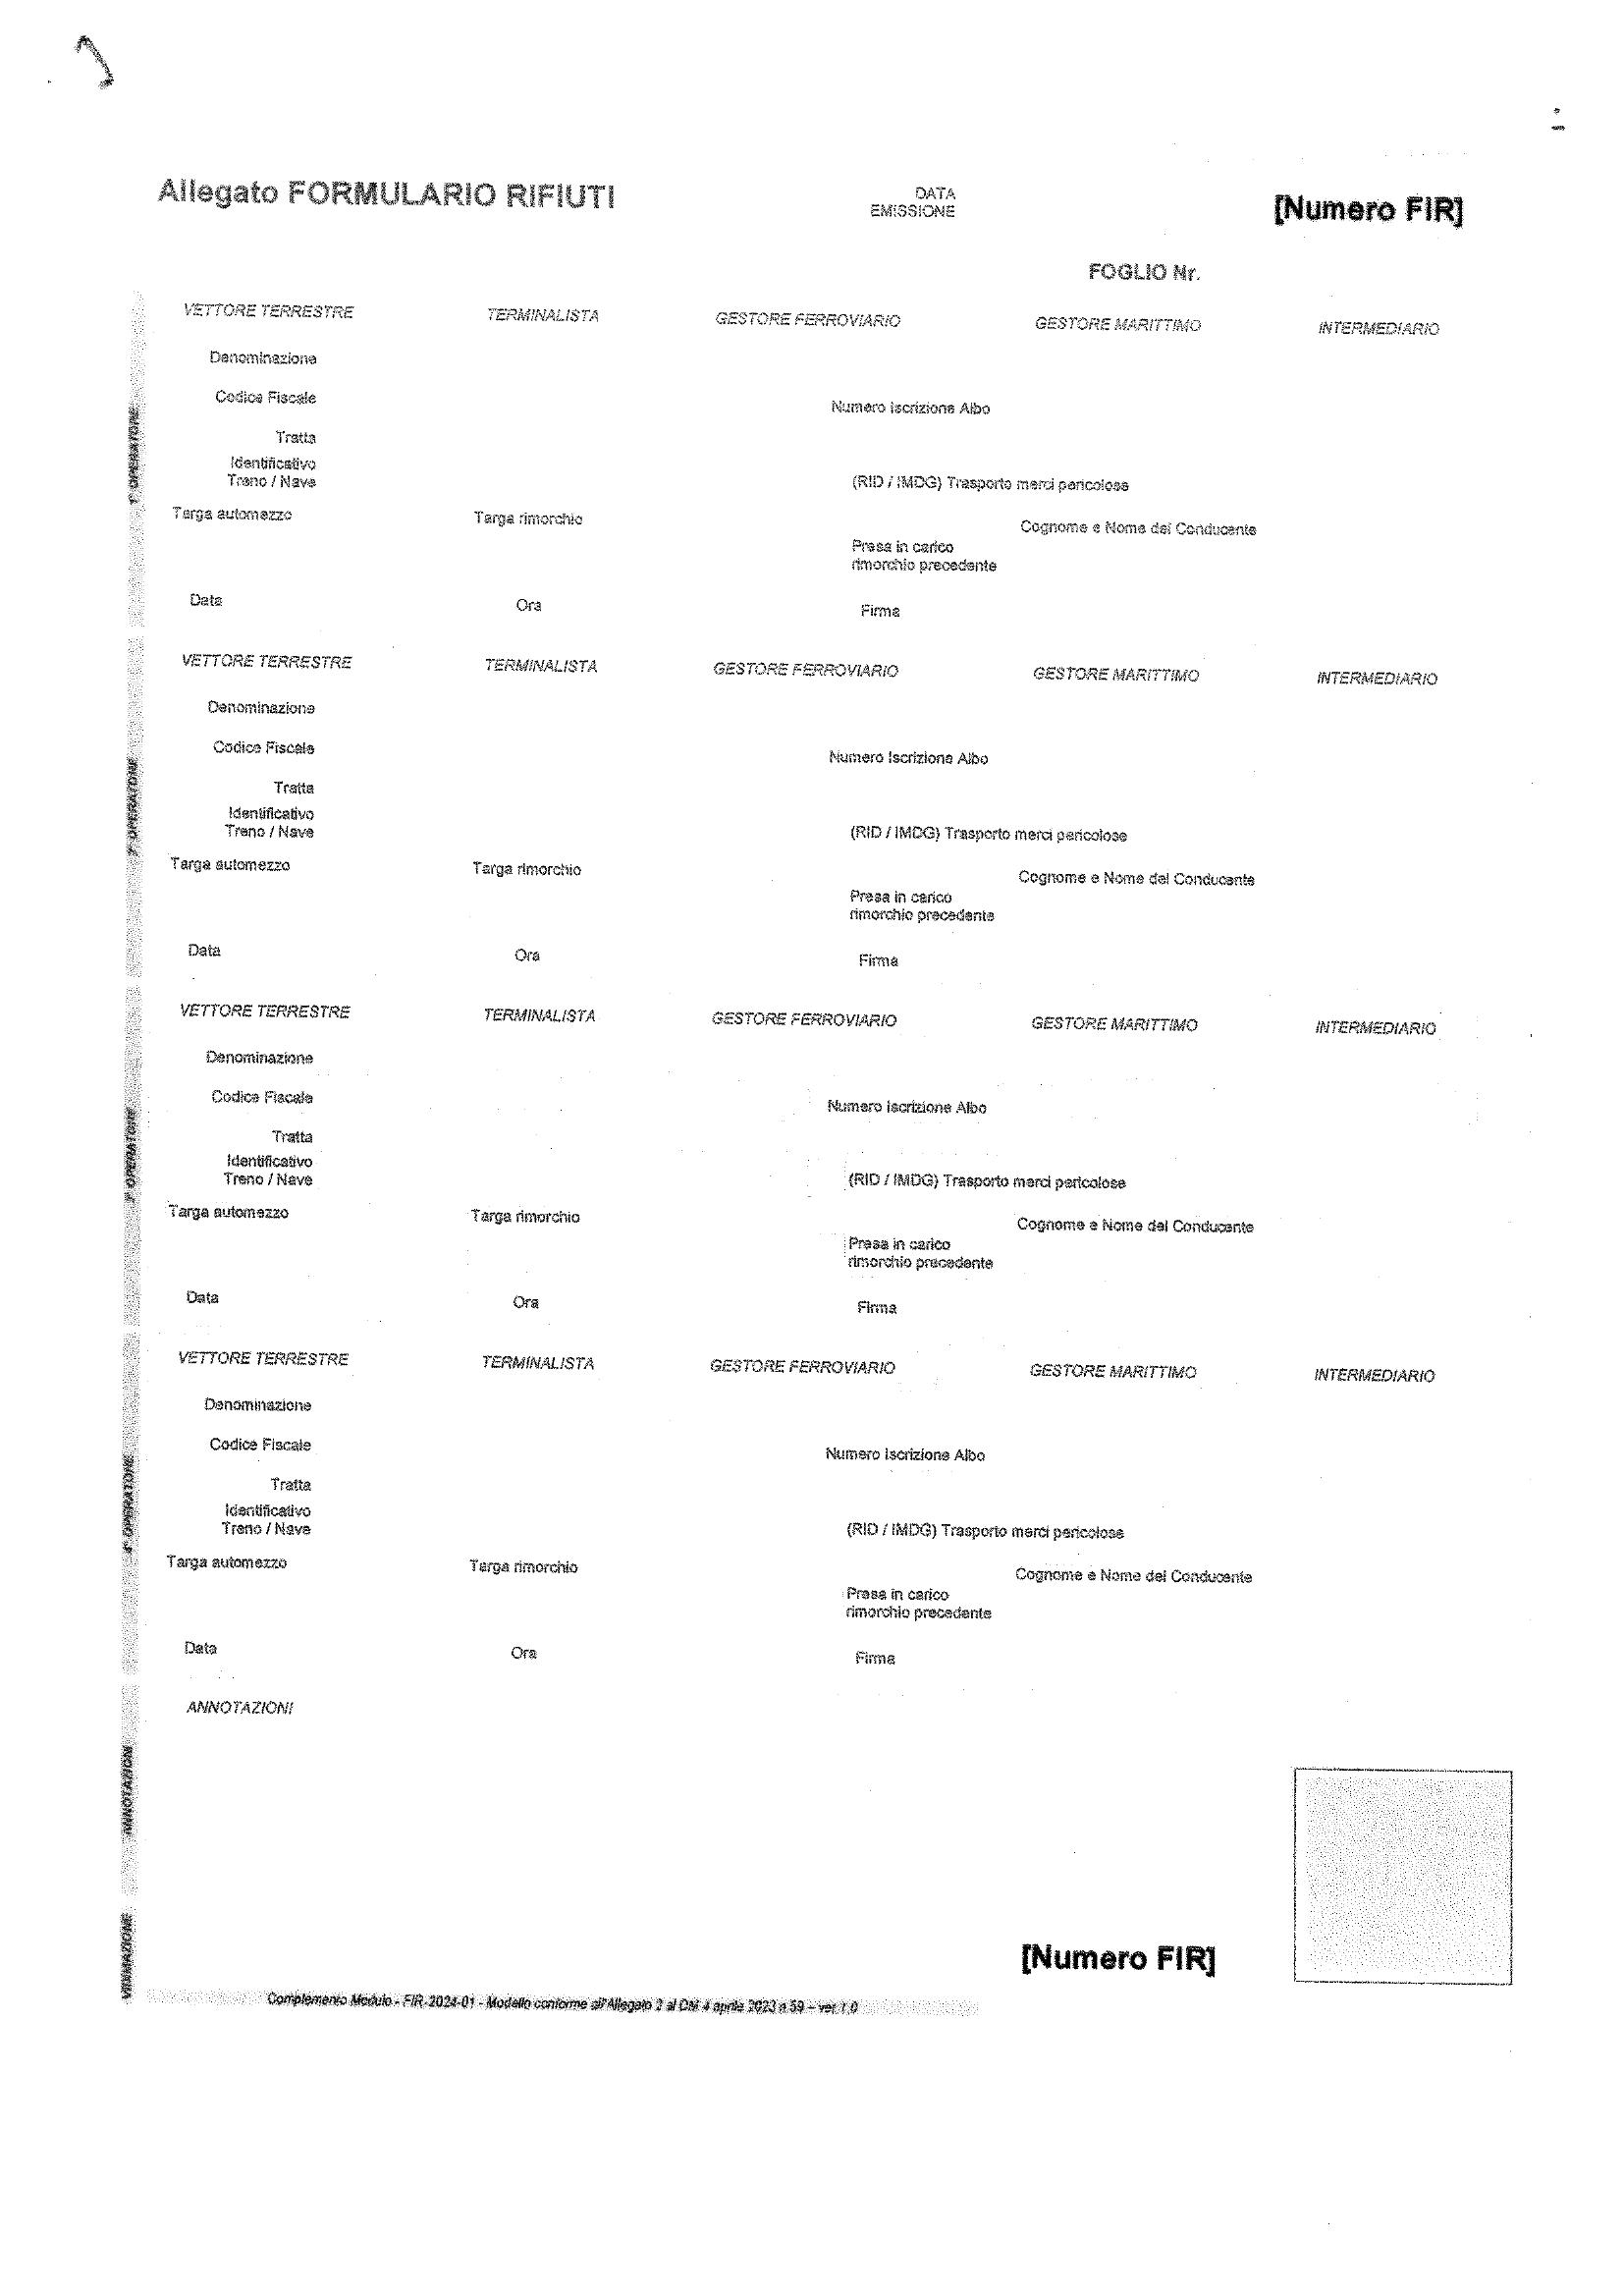 Allegato FORMULARIO RIFIUTI
DATA
EMISSIONE
[Numero FIR]
FOGLIO Nr.
VETTORE TERRESTRE TERMINALISTA GESTORE FERROVIARIO GESTORE MARITTIMO INTERMEDIARIO
Denominazione
Codice Fiscale Numero Iscrizione Albo
Tratta
Identificativo
Treno / Nave (RID / IMDG) Trasporto merci pericolose
Targa automezzo Targa rimorchio Cognome e Nome del Conducente
Presa in carico
rimorchio precedente
Data Ora Firma
OPERATORE
VETTORE TERRESTRE TERMINALISTA GESTORE FERROVIARIO GESTORE MARITTIMO INTERMEDIARIO
Denominazione
Codice Fiscale Numero Iscrizione Albo
Tratta
Identificativo
Treno / Nave (RID / IMDG) Trasporto merci pericolose
Targa automezzo Targa rimorchio Cognome e Nome del Conducente
Presa in carico
rimorchio precedente
Data Ora Firma
OPERATORE
VETTORE TERRESTRE TERMINALISTA GESTORE FERROVIARIO GESTORE MARITTIMO INTERMEDIARIO
Denominazione
Codice Fiscale Numero Iscrizione Albo
Tratta
Identificativo
Treno / Nave (RID / IMDG) Trasporto merci pericolose
Targa automezzo Targa rimorchio Cognome e Nome del Conducente
Presa in carico
rimorchio precedente
Data Ora Firma
OPERATORE
VETTORE TERRESTRE TERMINALISTA GESTORE FERROVIARIO GESTORE MARITTIMO INTERMEDIARIO
Denominazione
Codice Fiscale Numero Iscrizione Albo
Tratta
Identificativo
Treno / Nave (RID / IMDG) Trasporto merci pericolose
Targa automezzo Targa rimorchio Cognome e Nome del Conducente
Presa in carico
rimorchio precedente
Data Ora Firma
OPERATORE
ANNOTAZIONI
ANNOTAZIONI
VIDIMAZIONE
[Numero FIR]
Complemento Modulo - FIR-2024-01 - Modello conforme all'Allegato 2 al DM 4 aprile 2023 n 59 – ver 1.0